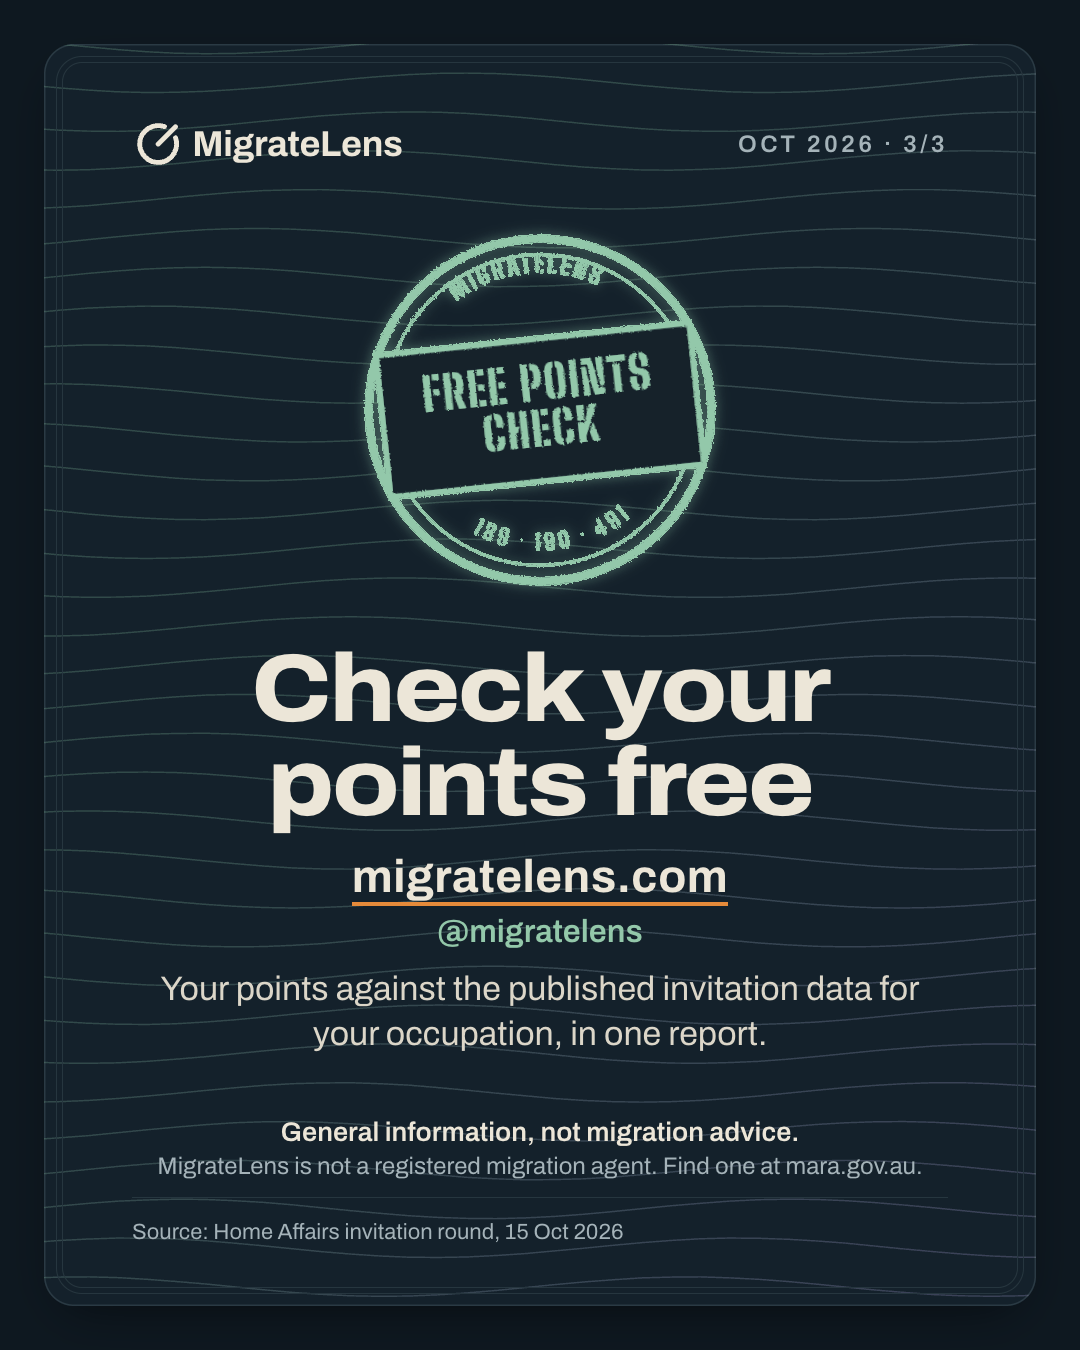 MigrateLens
OCT 2026 · 3/3
MIGRATELENS
FREE POINTS
CHECK
189 · 190 · 491
Check your
points free
migratelens.com
@migratelens
Your points against the published invitation data for
your occupation, in one report.
General information, not migration advice.
MigrateLens is not a registered migration agent. Find one at mara.gov.au.
Source: Home Affairs invitation round, 15 Oct 2026